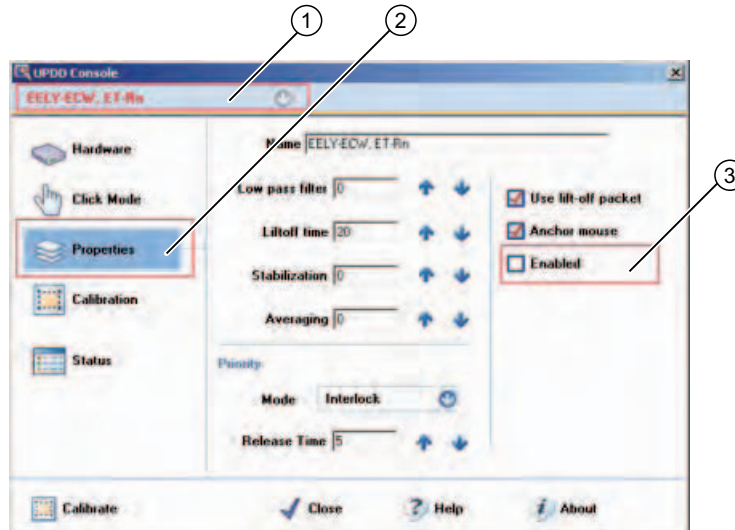 1 2
UPDD Console
EELY-ECW, ET-Rn
Hardware
Name EELY-ECW, ET-Rn
Click Mode
Low pass filter 0
Use lift-off packet
3
Properties
Liftoff time 20
Anchor mouse
Stabilization 0
Enabled
Calibration
Averaging 0
Status
Priority
Mode Interlock
Release Time 5
Calibrate Close Help About